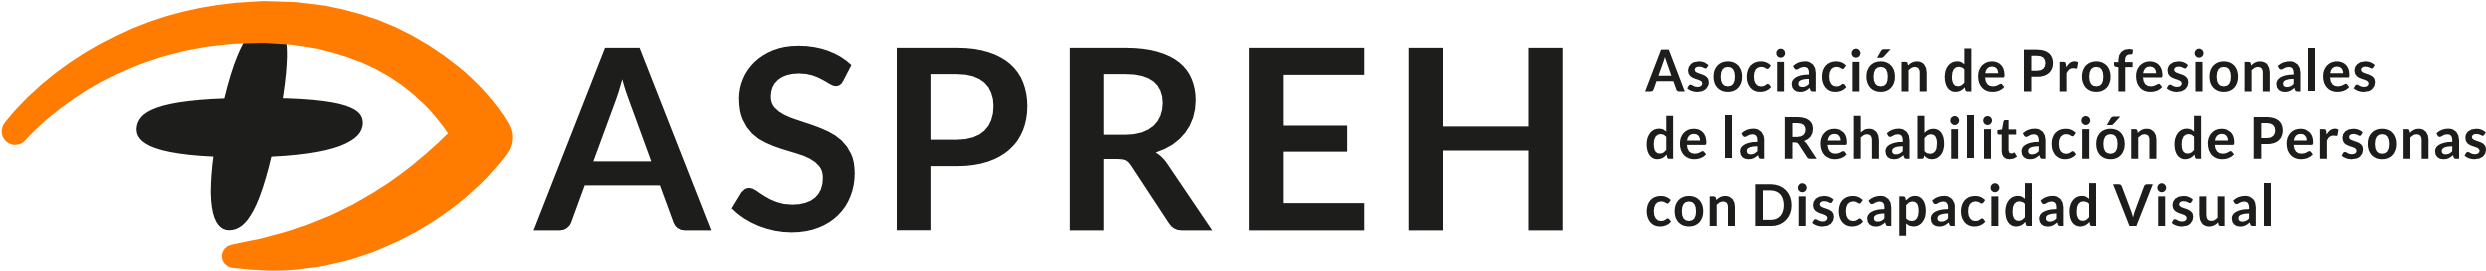 ASPREH
Asociación de Profesionales
de la Rehabilitación de Personas
con Discapacidad Visual